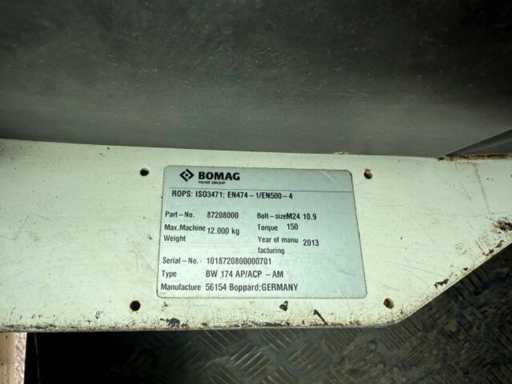 BOMAG
FAYAT GROUP
ROPS: ISO3471; EN474-1/EN500-4
Part-No. 87208000 Bolt-size M24 10.9
Max.Machine Weight 12.000 kg Torque 150
Year of manu facturing 2013
Serial-No. 1018720800000701
Type BW 174 AP/ACP - AM
Manufacture 56154 Boppard;GERMANY